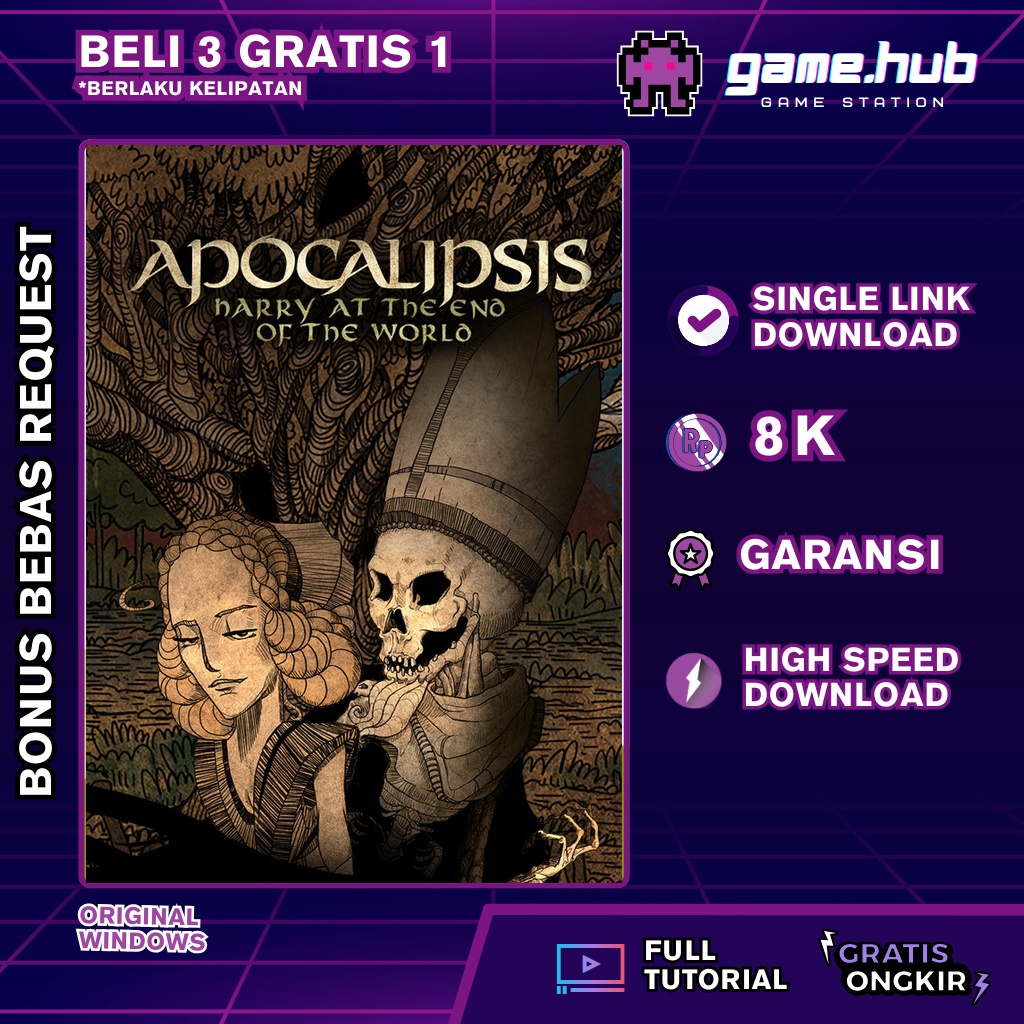 BELI 3 GRATIS 1
*BERLAKU KELIPATAN
game.hub
GAME STATION
BONUS BEBAS REQUEST
APOCALIPSIS
HARRY AT THE END
OF THE WORLD
SINGLE LINK
DOWNLOAD
Rp
8K
GARANSI
HIGH SPEED
DOWNLOAD
ORIGINAL
WINDOWS
FULL
TUTORIAL
GRATIS
ONGKIR